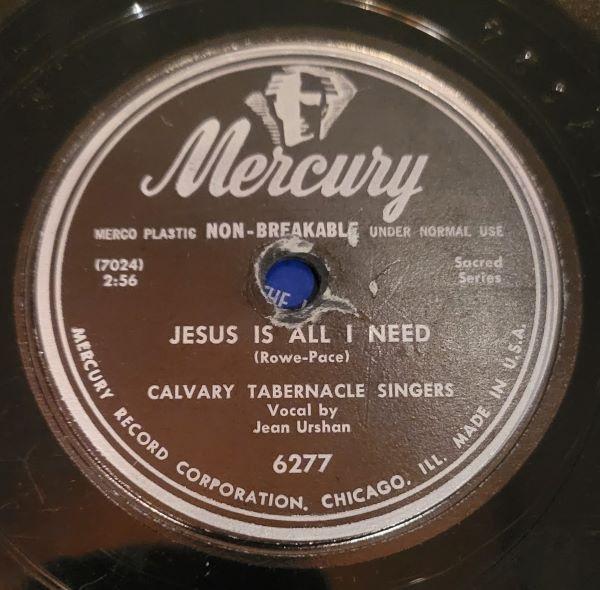 Mercury
MERCO PLASTIC NON-BREAKABLE UNDER NORMAL USE
(7024)
2:56
Sacred
Series
THE
JESUS IS ALL I NEED
(Rowe-Pace)
CALVARY TABERNACLE SINGERS
Vocal by
Jean Urshan
6277
MERCURY RECORD CORPORATION, CHICAGO, ILL. MADE IN U.S.A.